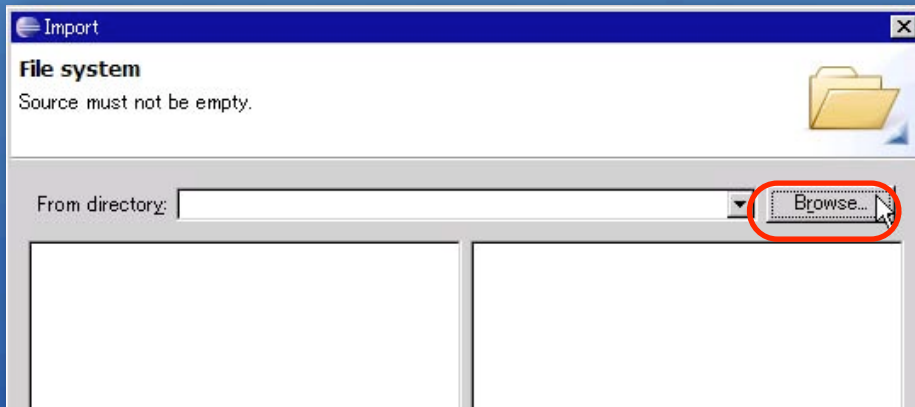 Import
File system
Source must not be empty.
From directory:
Browse...